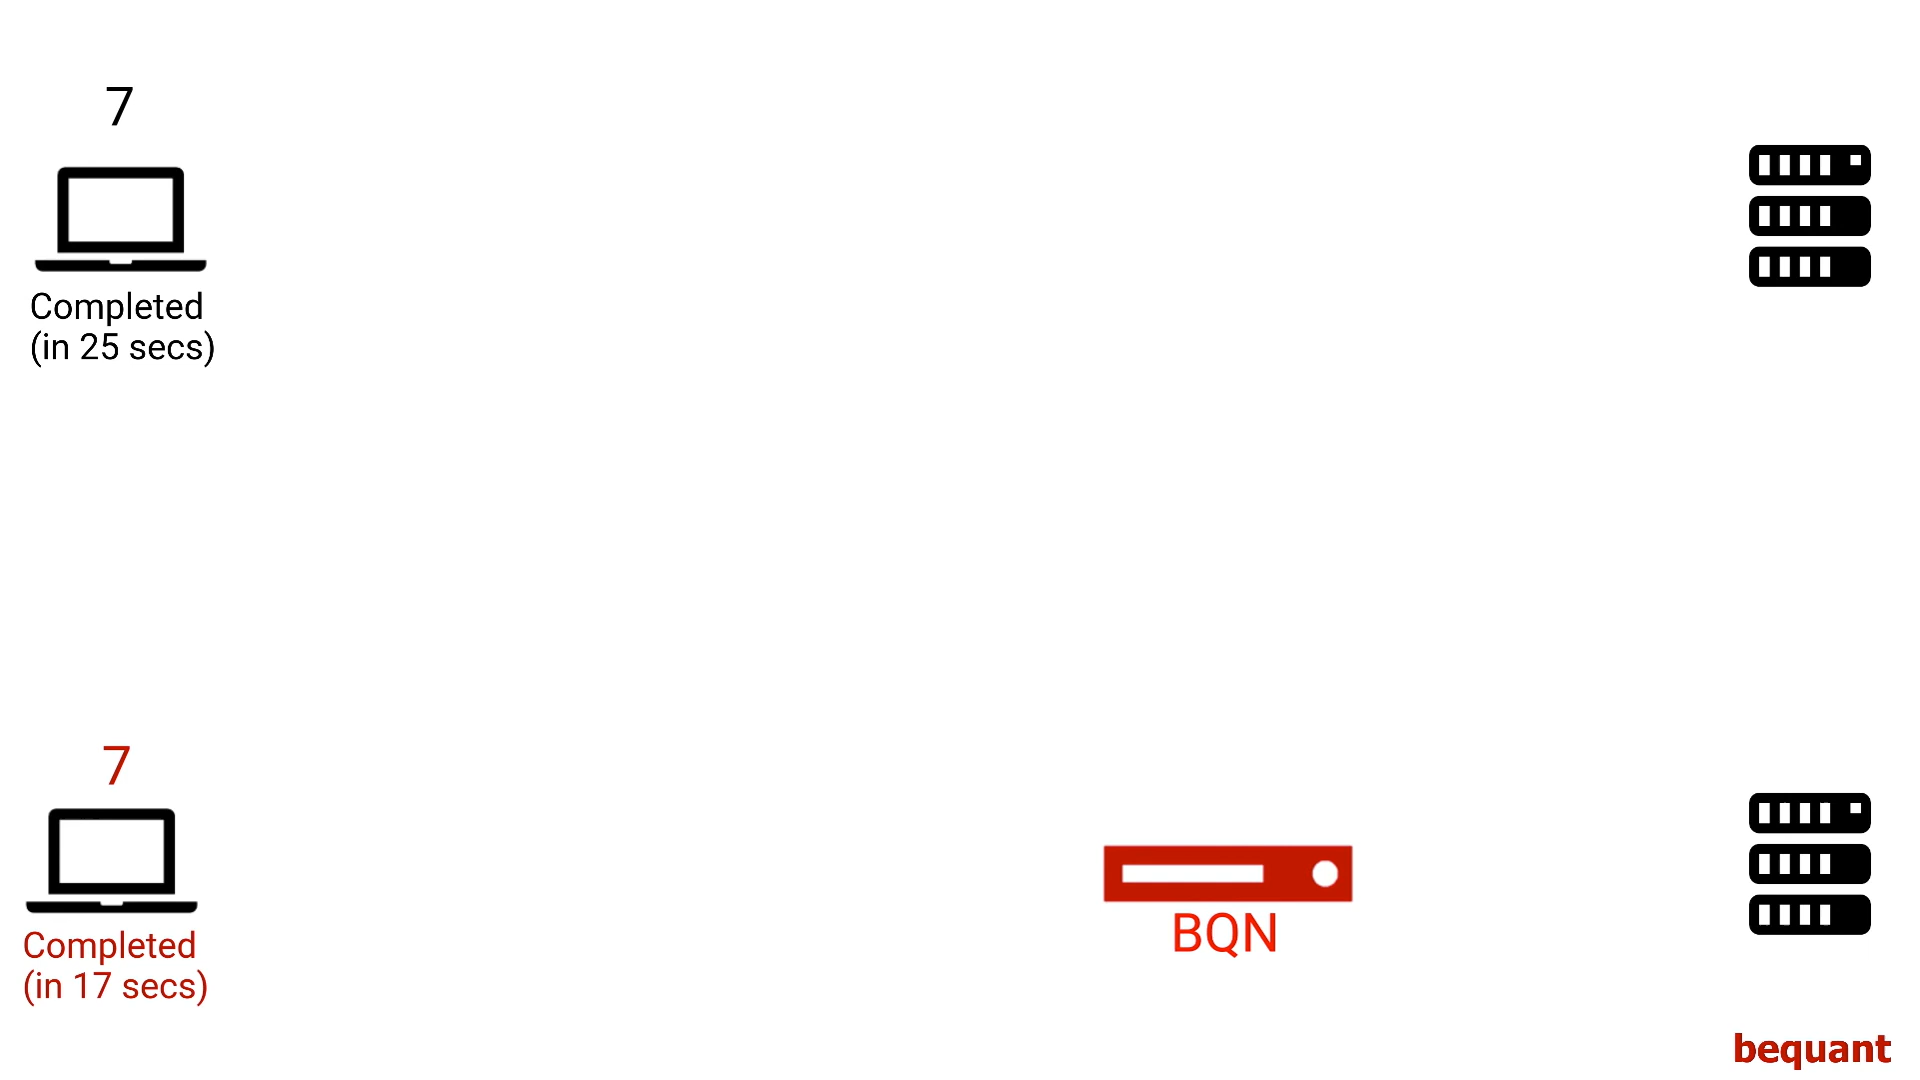 7
Completed
(in 25 secs)
7
Completed
(in 17 secs)
BQN
bequant